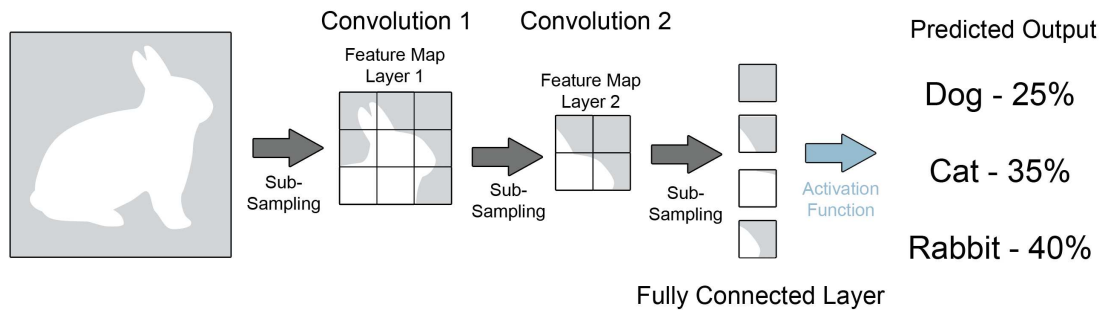 Convolution 1
Feature Map
Layer 1
Sub-
Sampling
Convolution 2
Feature Map
Layer 2
Sub-
Sampling
Sub-
Sampling
Fully Connected Layer
Activation
Function
Predicted Output
Dog - 25%
Cat - 35%
Rabbit - 40%